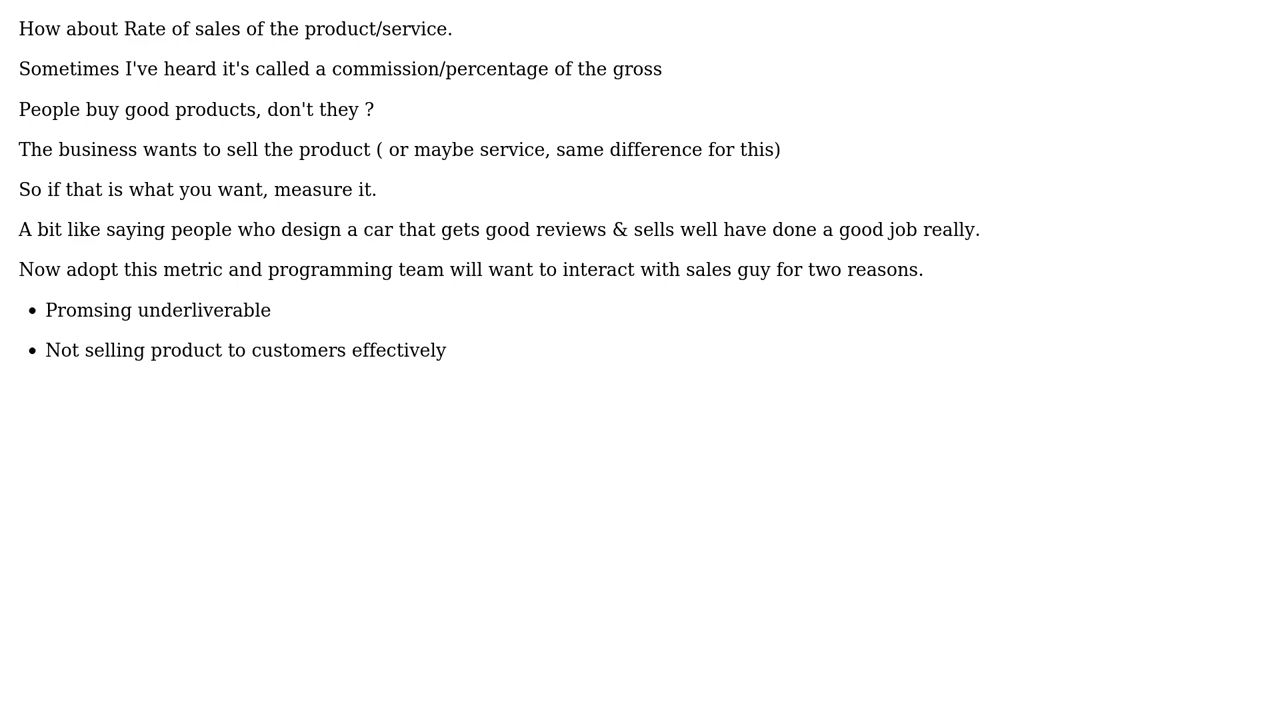 How about Rate of sales of the product/service.
Sometimes I've heard it's called a commission/percentage of the gross
People buy good products, don't they ?
The business wants to sell the product ( or maybe service, same difference for this)
So if that is what you want, measure it.
A bit like saying people who design a car that gets good reviews & sells well have done a good job really.
Now adopt this metric and programming team will want to interact with sales guy for two reasons.
• Promsing underliverable
• Not selling product to customers effectively